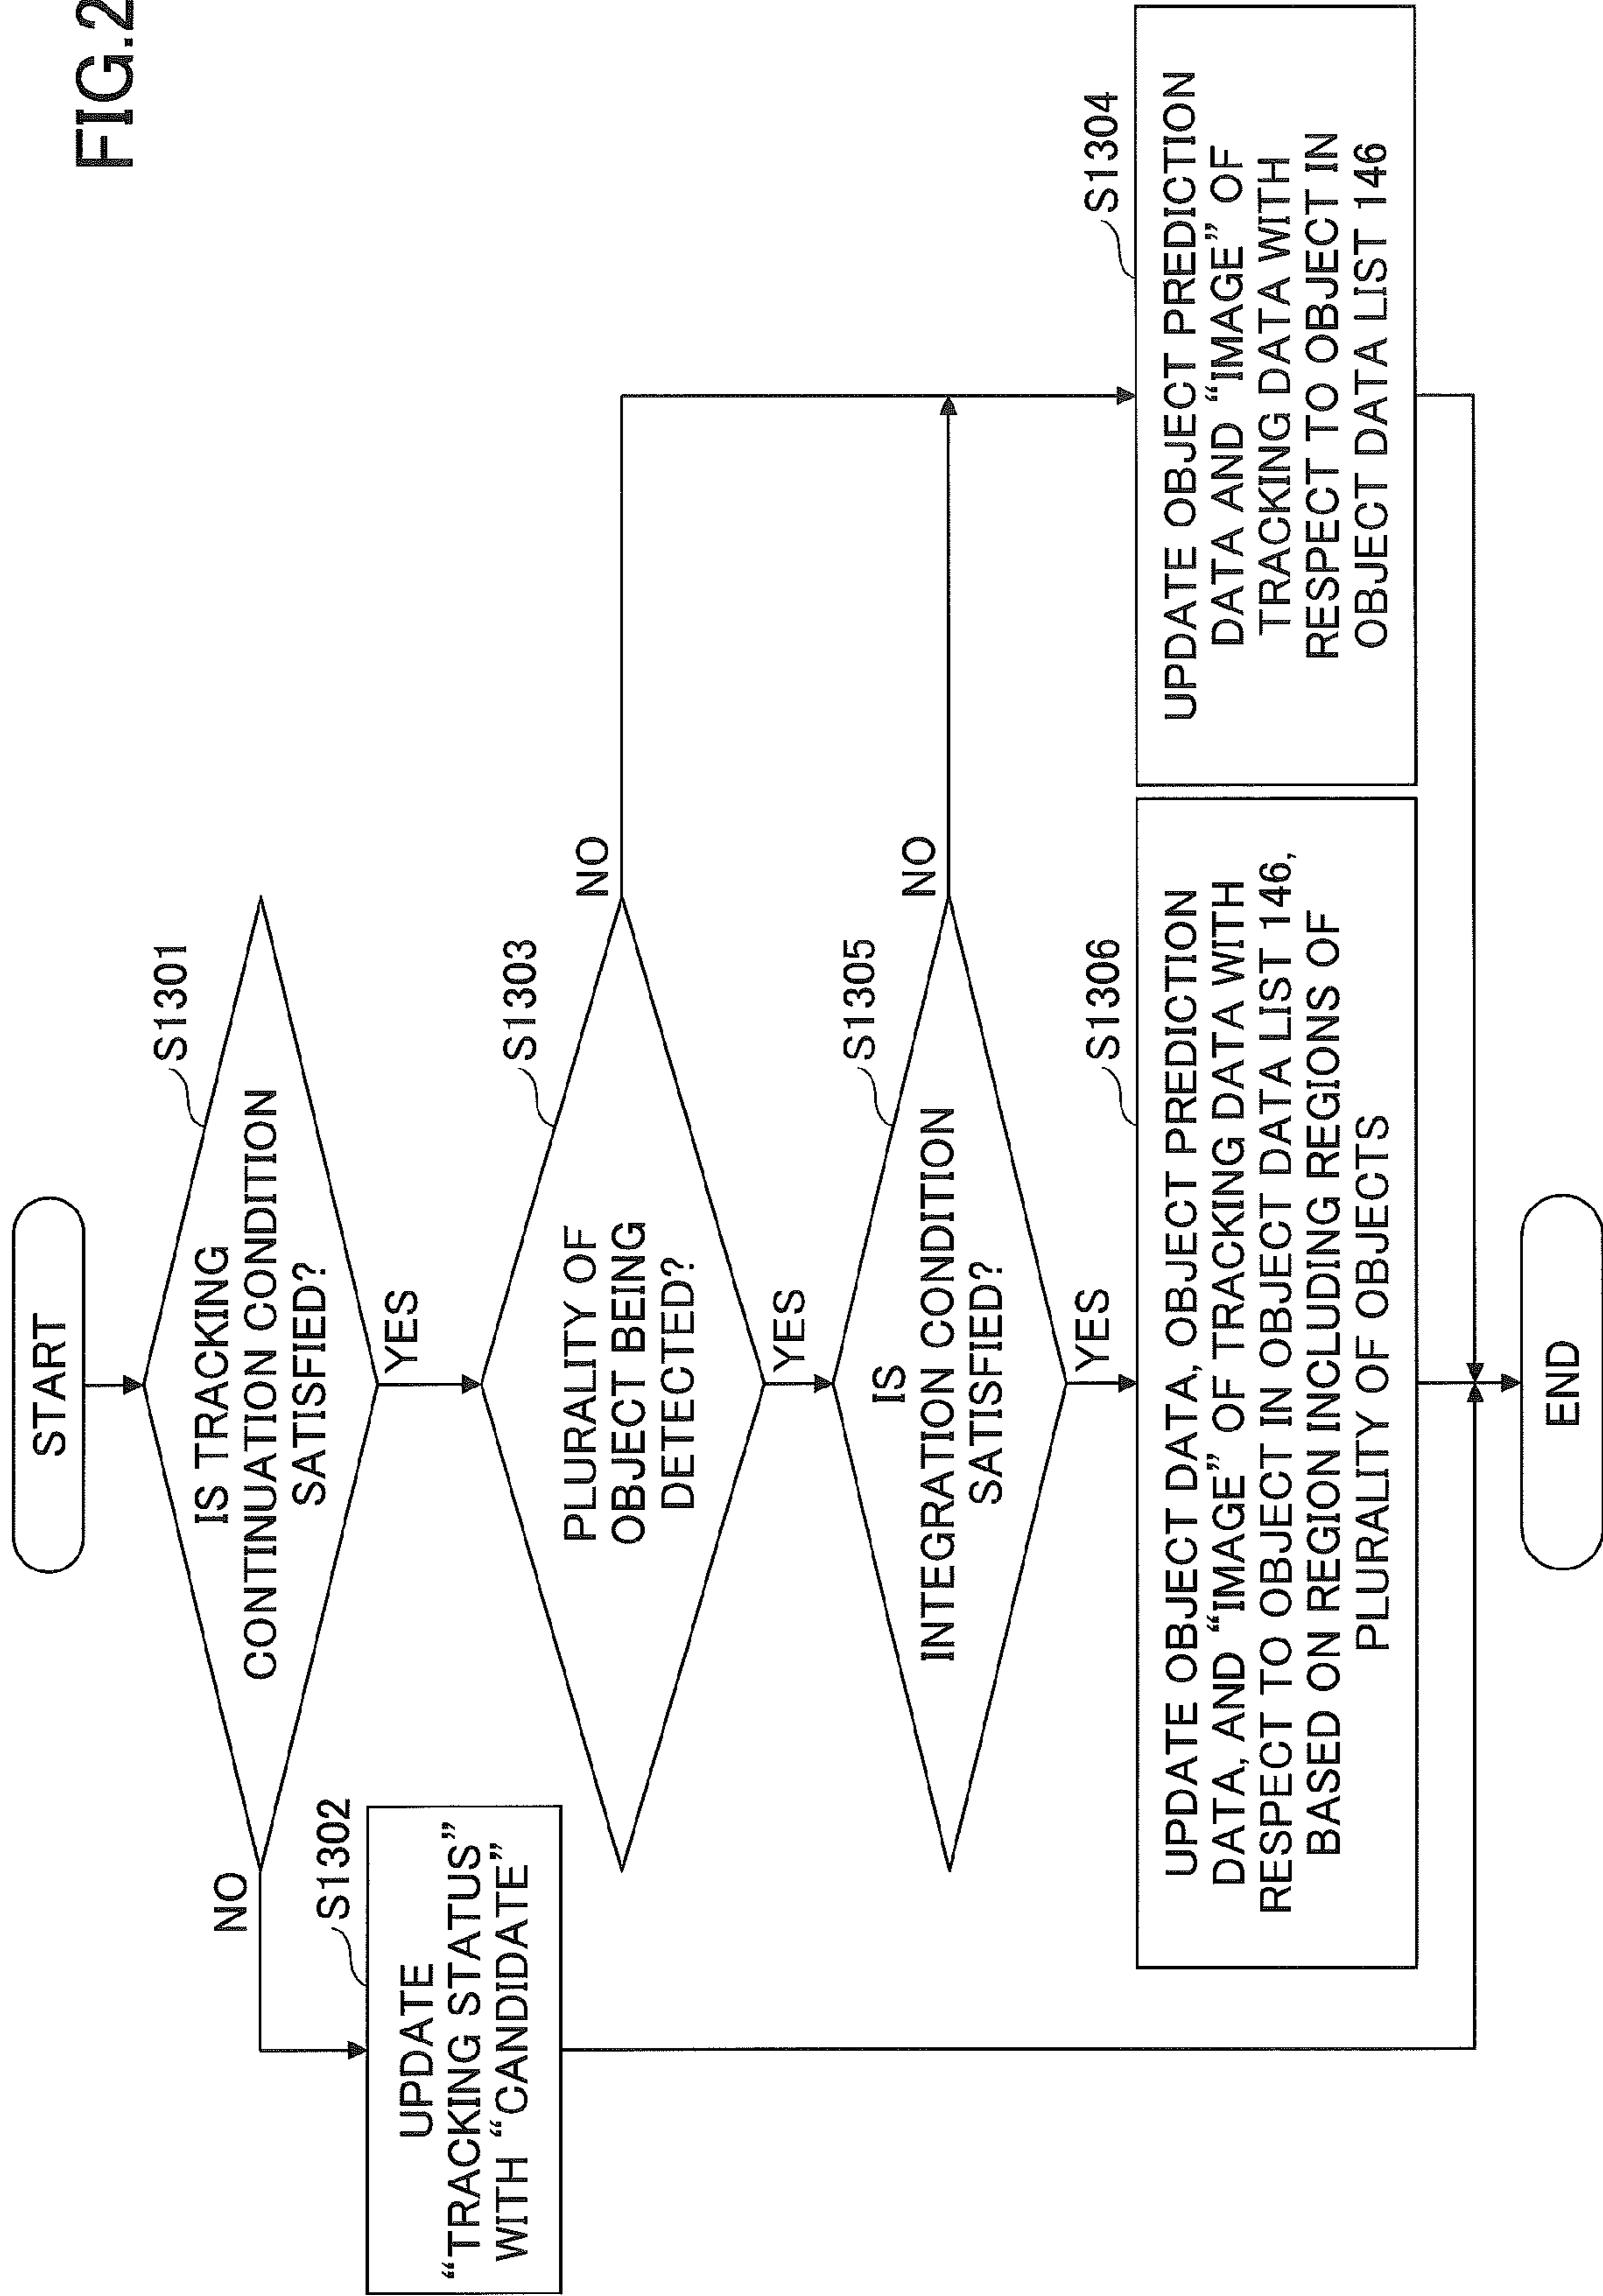 FIG.2
START
S1301
IS TRACKING
CONTINUATION CONDITION
SATISFIED?
NO
YES
S1302
UPDATE
“TRACKING STATUS”
WITH “CANDIDATE”
S1303
PLURALITY OF
OBJECT BEING
DETECTED?
NO
YES
S1305
IS
INTEGRATION CONDITION
SATISFIED?
NO
YES
S1306
UPDATE OBJECT DATA, OBJECT PREDICTION
DATA, AND “IMAGE” OF TRACKING DATA WITH
RESPECT TO OBJECT IN OBJECT DATA LIST 146,
BASED ON REGION INCLUDING REGIONS OF
PLURALITY OF OBJECTS
S1304
UPDATE OBJECT PREDICTION
DATA AND “IMAGE” OF
TRACKING DATA WITH
RESPECT TO OBJECT IN
OBJECT DATA LIST 146
END